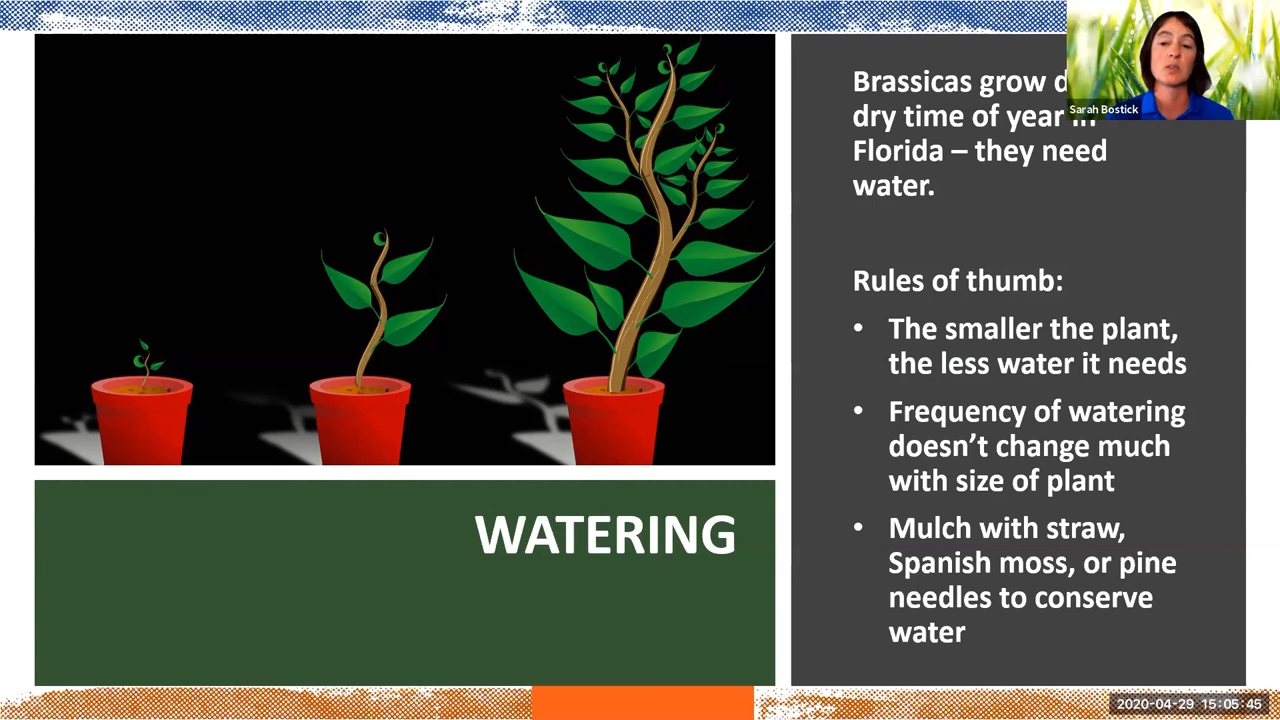 Brassicas grow
dry time of year in
Florida – they need
water.
Sarah Bostick
Rules of thumb:
• The smaller the plant,
the less water it needs
• Frequency of watering
doesn’t change much
with size of plant
• Mulch with straw,
Spanish moss, or pine
needles to conserve
water
WATERING
2020-04-29 15:05:45